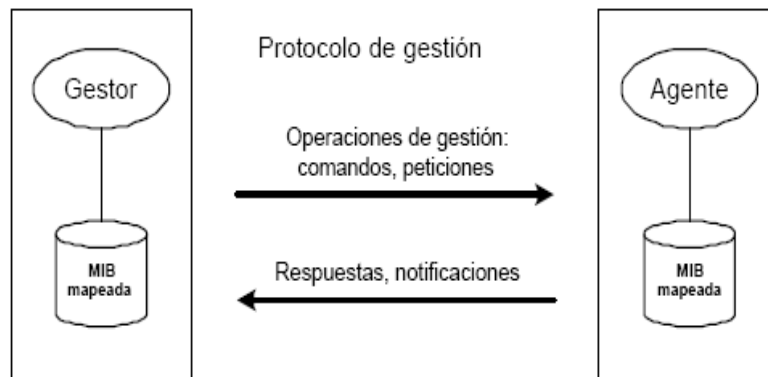 Protocolo de gestión
Gestor
Agente
Operaciones de gestión:
comandos, peticiones
MIB
mapeada
Respuestas, notificaciones
MIB
mapeada